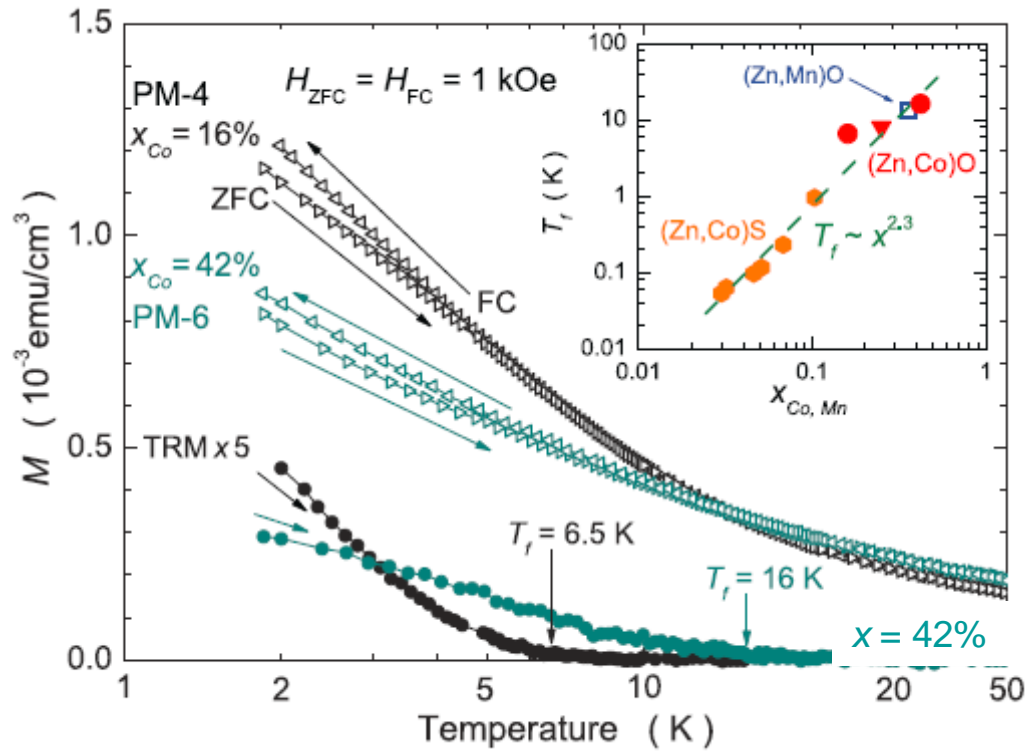 1.5
1.0
0.5
0.0
M ( 10⁻³ emu/cm³ )
PM-4
x_Co = 16%
H_ZFC = H_FC = 1 kOe
ZFC
x_Co = 42%
PM-6
FC
TRM x 5
T_f = 6.5 K
T_f = 16 K
x = 42%
1
2
5
10
20
50
Temperature ( K )
100
10
1
0.1
0.01
T_f ( K )
(Zn,Mn)O
(Zn,Co)O
(Zn,Co)S
T_f ~ x^2.3
0.01
0.1
1
x_Co, Mn